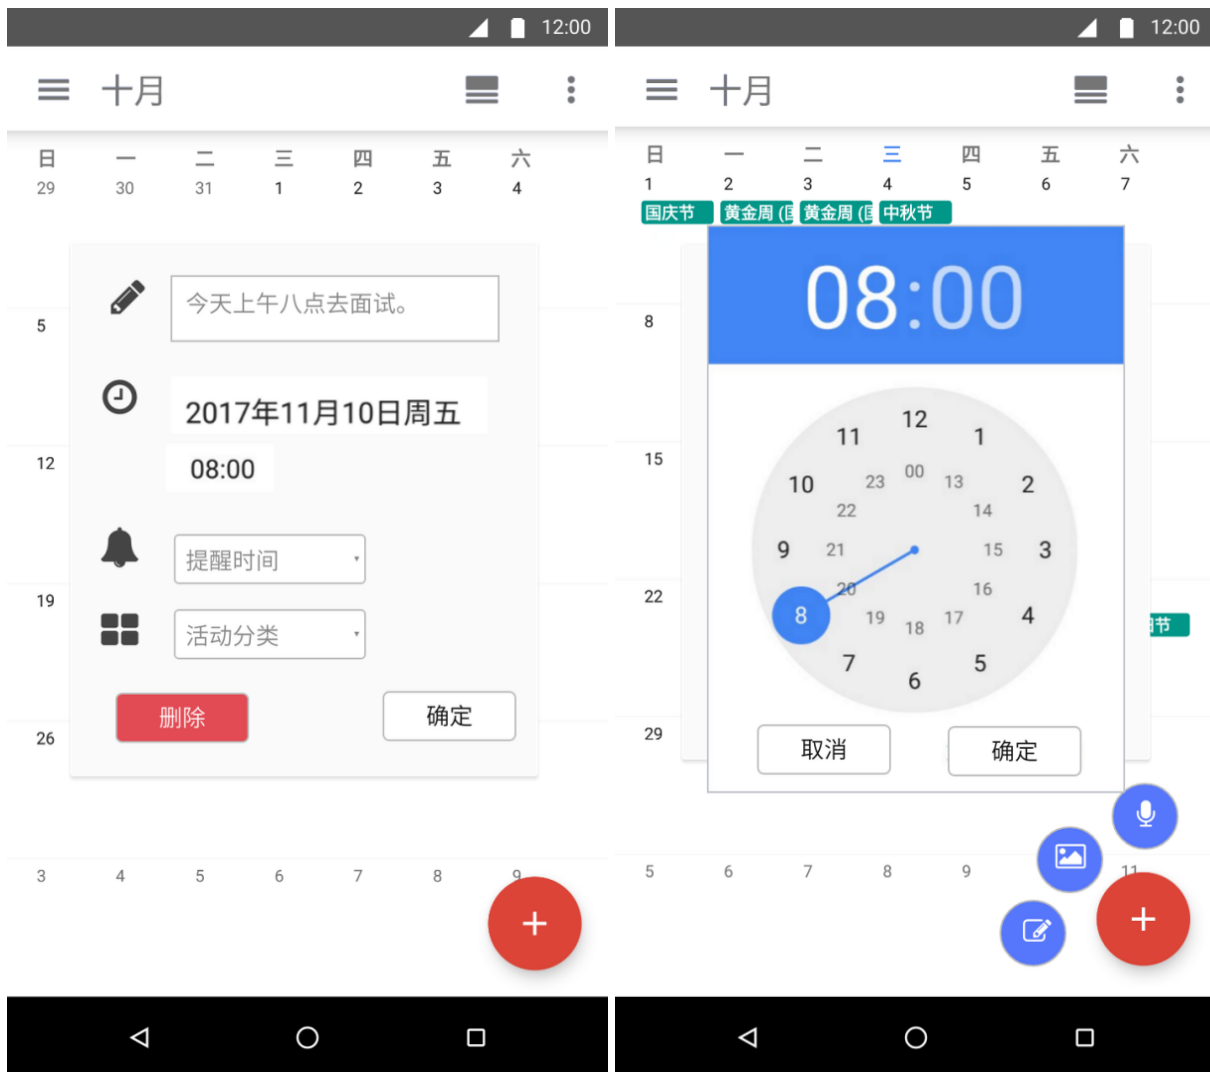 12:00
十月
日 一 二 三 四 五 六
29 30 31 1 2 3 4
今天上午八点去面试。
5
2017年11月10日周五
12
08:00
提醒时间
19
活动分类
删除 确定
26
3 4 5 6 7 8 9
+
12:00
十月
日 一 二 三 四 五 六
1 2 3 4 5 6 7
国庆节 黄金周 (国 黄金周 (国 中秋节
08:00
8
12
11 1
15
00
23 13
10 2
22 14
9 21 15 3
20 16
22
8 19 17 4
18
节
7 5
6
29
取消 确定
5 6 7 8 9 11
+